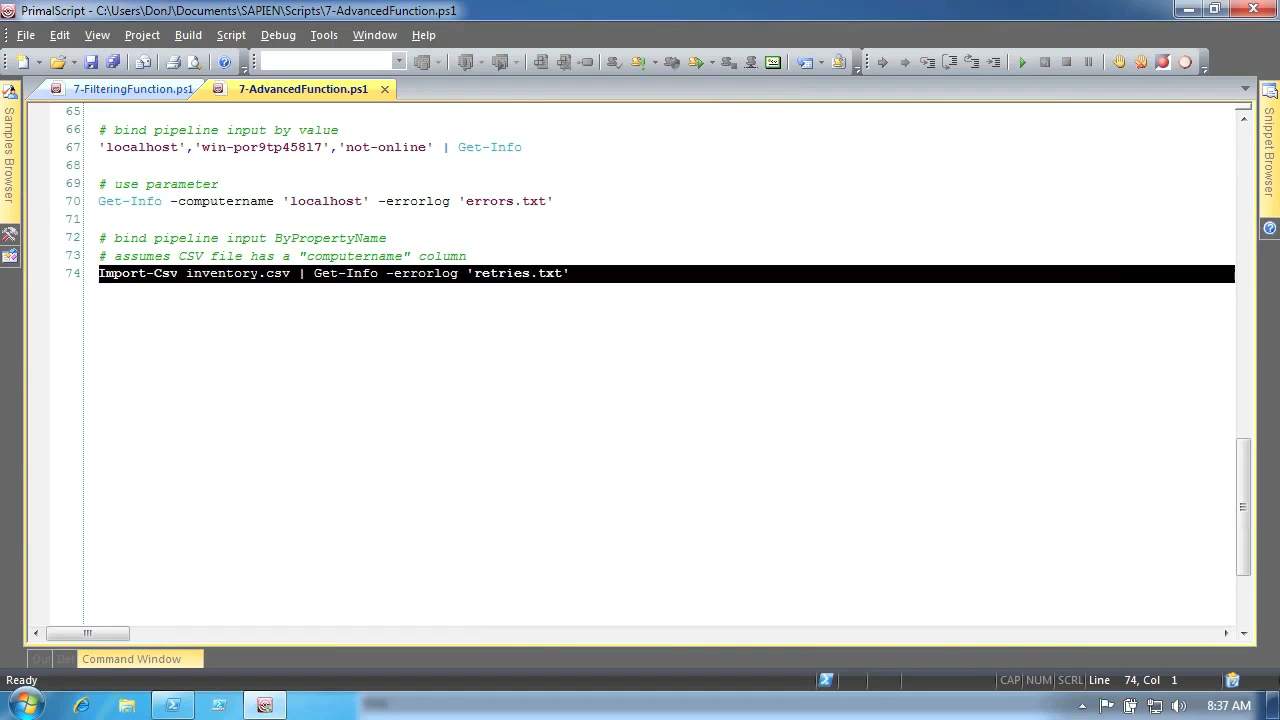 PrimalScript - C:\Users\DonJ\Documents\SAPIEN\Scripts\7-AdvancedFunction.ps1
File Edit View Project Build Script Debug Tools Window Help
7-FilteringFunction.ps1 7-AdvancedFunction.ps1
Samples Browser
Snippet Browser
65
66 # bind pipeline input by value
67 'localhost','win-por9tp458l7','not-online' | Get-Info
68
69 # use parameter
70 Get-Info -computername 'localhost' -errorlog 'errors.txt'
71
72 # bind pipeline input ByPropertyName
73 # assumes CSV file has a "computername" column
74 Import-Csv inventory.csv | Get-Info -errorlog 'retries.txt'
Command Window
Ready CAP NUM SCRL Line 74, Col 1
8:37 AM